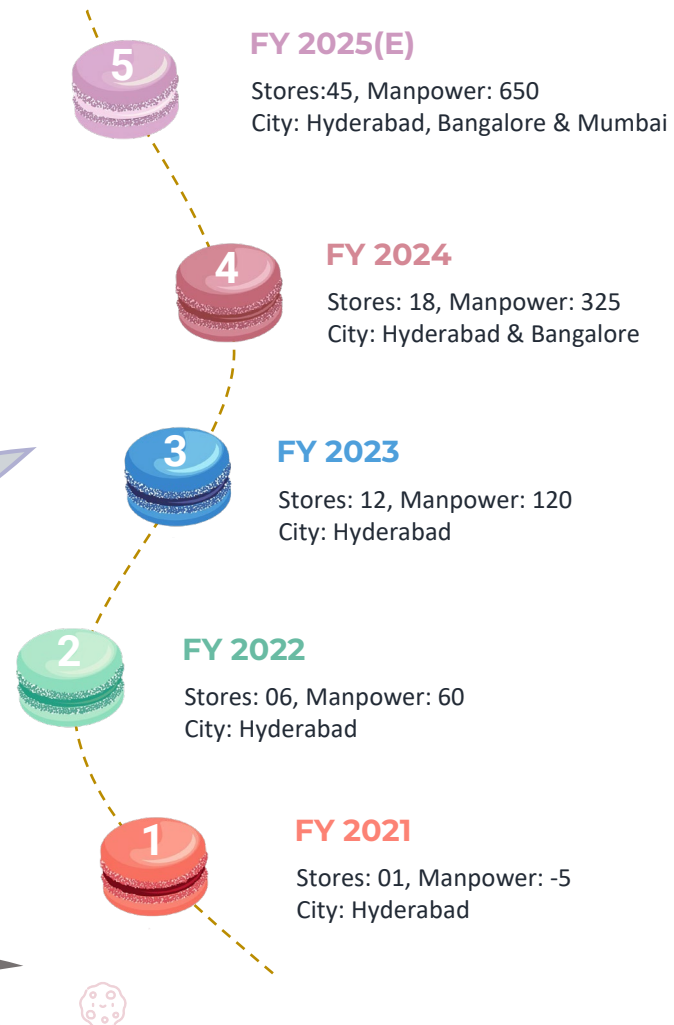 5
FY 2025(E)
Stores:45, Manpower: 650
City: Hyderabad, Bangalore & Mumbai
4
FY 2024
Stores: 18, Manpower: 325
City: Hyderabad & Bangalore
3
FY 2023
Stores: 12, Manpower: 120
City: Hyderabad
2
FY 2022
Stores: 06, Manpower: 60
City: Hyderabad
1
FY 2021
Stores: 01, Manpower: -5
City: Hyderabad